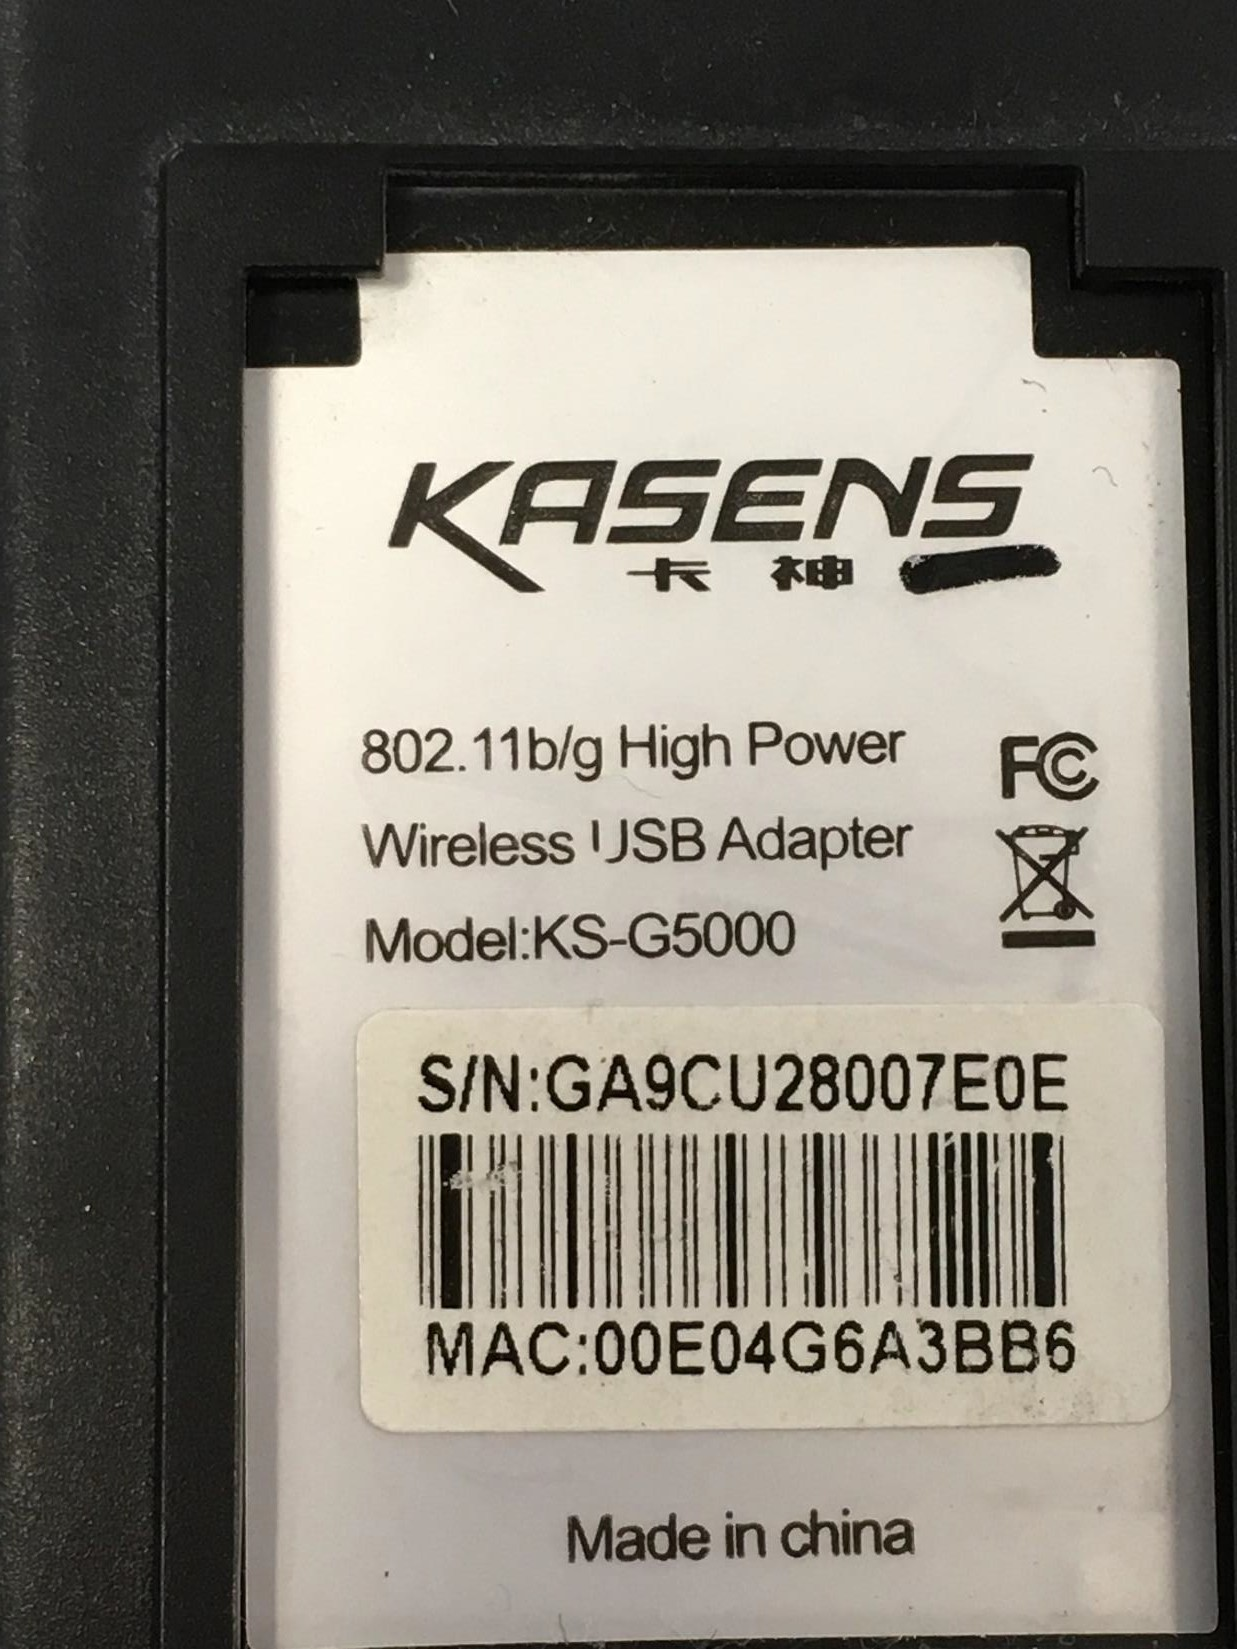 KASENS
卡神
802.11b/g High Power
FC
Wireless USB Adapter
Model:KS-G5000
S/N:GA9CU28007E0E
MAC:00E04G6A3BB6
Made in china